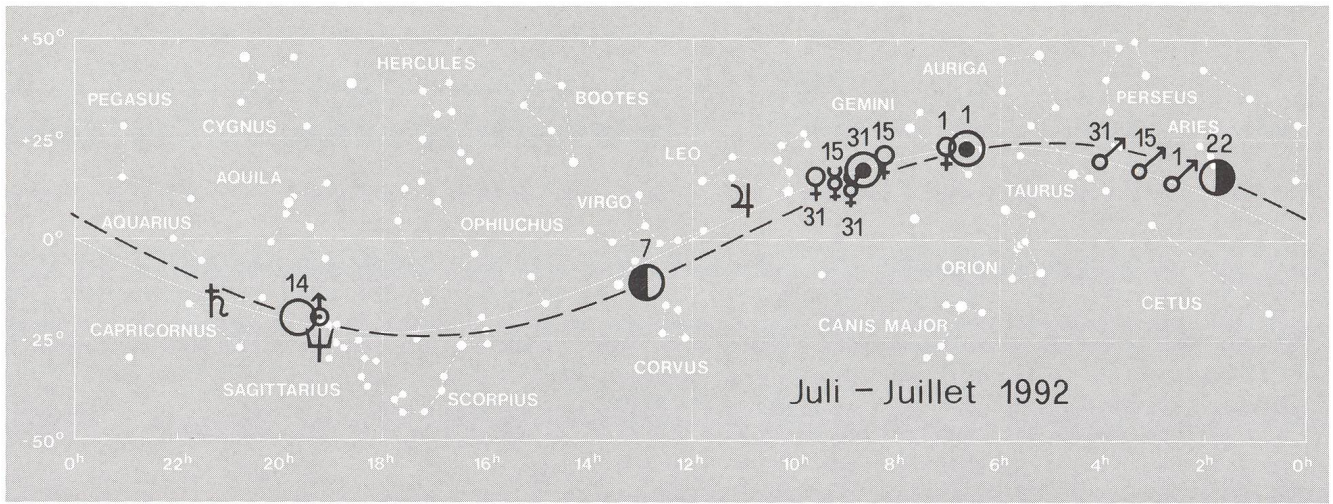 +50°
HERCULES
AURIGA
PEGASUS
BOOTES
GEMINI
PERSEUS
CYGNUS
1 1
ARIES
+25°
15 31 15
31 15 1 22
LEO
AQUILA
TAURUS
VIRGO
AQUARIUS
OPHIUCHUS
31 31
0°
7
ORION
14
CETUS
CAPRICORNUS
CANIS MAJOR
-25°
CORVUS
SAGITTARIUS
SCORPIUS
Juli – Juillet 1992
-50°
0h 22h 20h 18h 16h 14h 12h 10h 8h 6h 4h 2h 0h